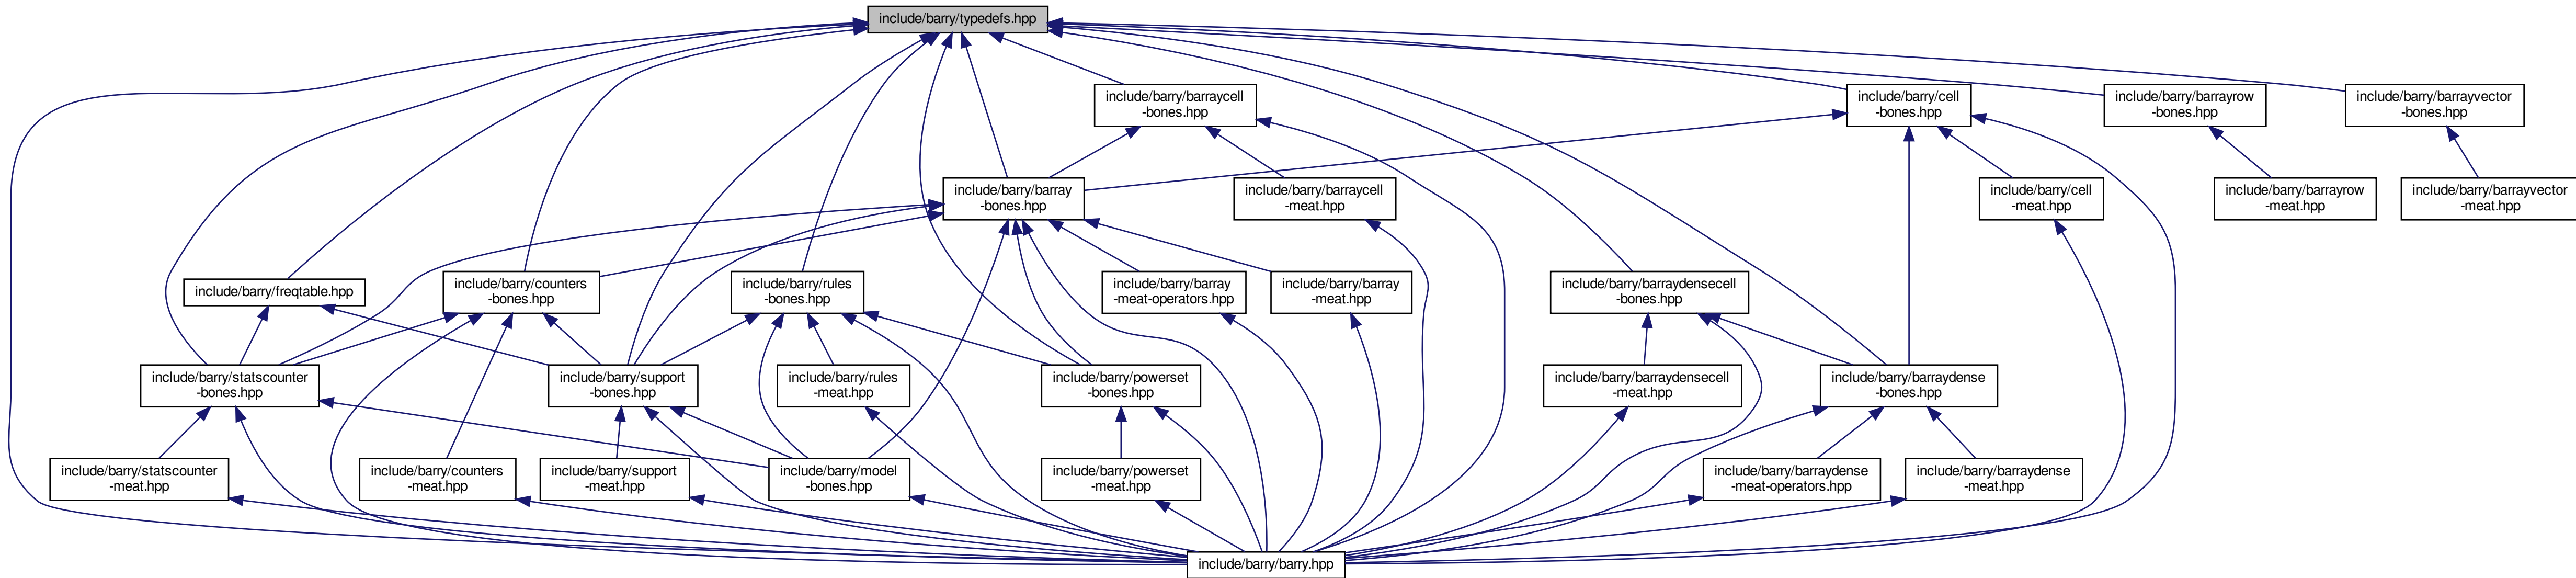 include/barry/typedefs.hpp
include/barry/barraycell
-bones.hpp
include/barry/cell
-bones.hpp
include/barry/barrayrow
-bones.hpp
include/barry/barrayvector
-bones.hpp
include/barry/barray
-bones.hpp
include/barry/barraycell
-meat.hpp
include/barry/cell
-meat.hpp
include/barry/barrayrow
-meat.hpp
include/barry/barrayvector
-meat.hpp
include/barry/freqtable.hpp
include/barry/counters
-bones.hpp
include/barry/rules
-bones.hpp
include/barry/barray
-meat-operators.hpp
include/barry/barray
-meat.hpp
include/barry/barraydensecell
-bones.hpp
include/barry/statscounter
-bones.hpp
include/barry/support
-bones.hpp
include/barry/rules
-meat.hpp
include/barry/powerset
-bones.hpp
include/barry/barraydensecell
-meat.hpp
include/barry/barraydense
-bones.hpp
include/barry/statscounter
-meat.hpp
include/barry/counters
-meat.hpp
include/barry/support
-meat.hpp
include/barry/model
-bones.hpp
include/barry/powerset
-meat.hpp
include/barry/barraydense
-meat-operators.hpp
include/barry/barraydense
-meat.hpp
include/barry/barry.hpp